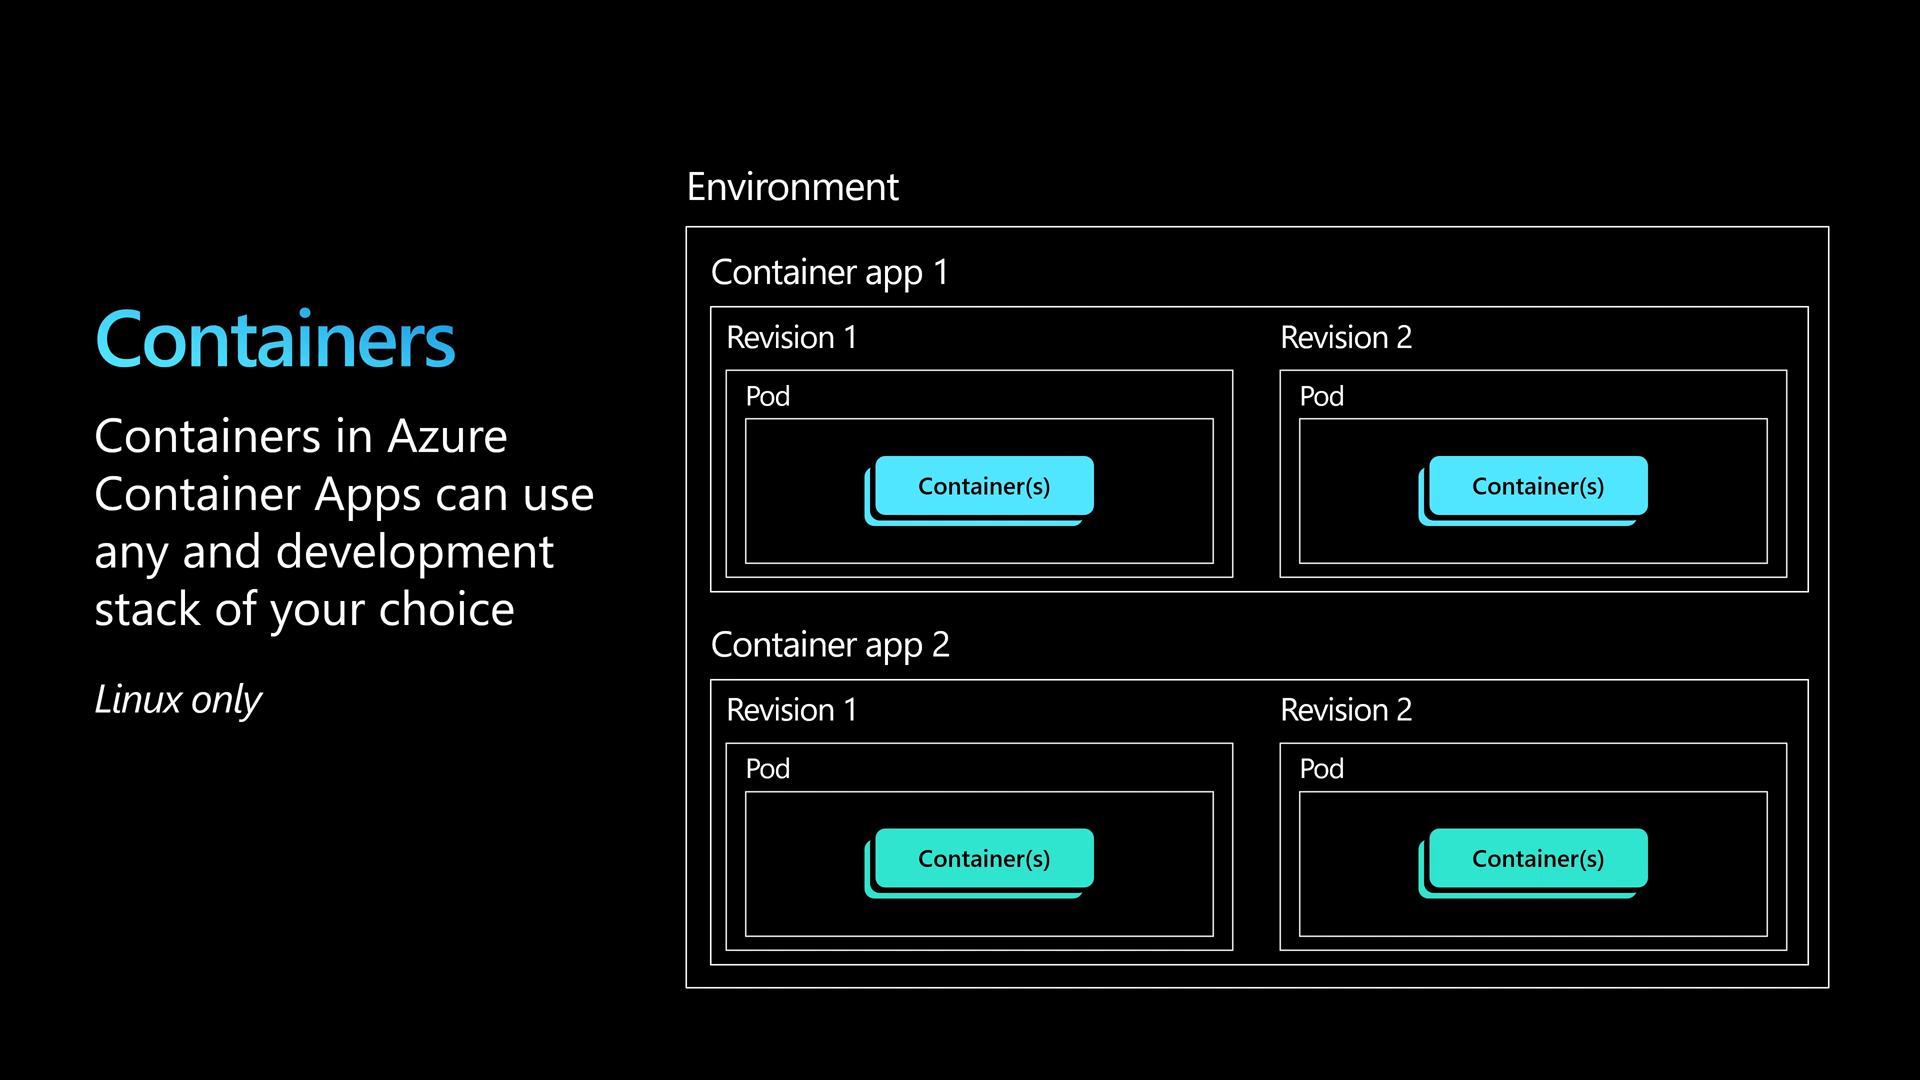 Containers
Containers in Azure
Container Apps can use
any and development
stack of your choice
Linux only
Environment
Container app 1
Revision 1
Pod
Container(s)
Revision 2
Pod
Container(s)
Container app 2
Revision 1
Pod
Container(s)
Revision 2
Pod
Container(s)